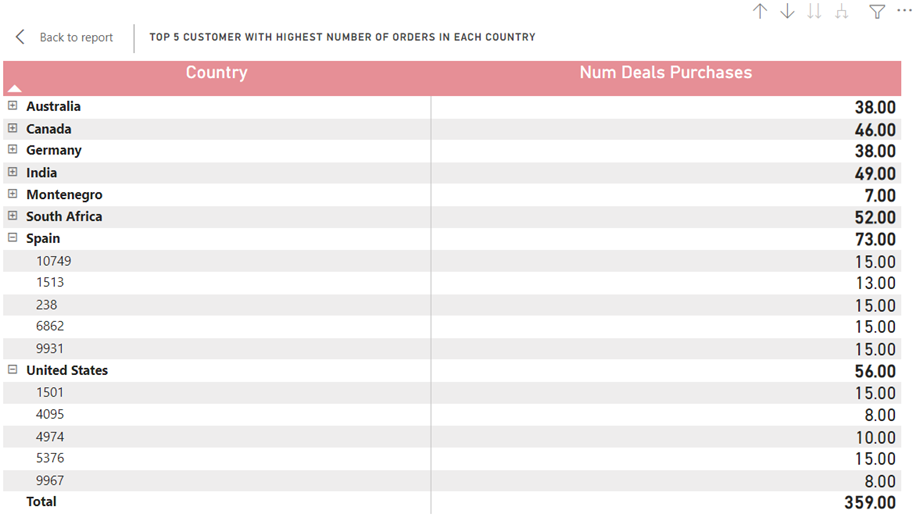 Back to report TOP 5 CUSTOMER WITH HIGHEST NUMBER OF ORDERS IN EACH COUNTRY
Country Num Deals Purchases
Australia 38.00
Canada 46.00
Germany 38.00
India 49.00
Montenegro 7.00
South Africa 52.00
Spain 73.00
10749 15.00
1513 13.00
238 15.00
6862 15.00
9931 15.00
United States 56.00
1501 15.00
4095 8.00
4974 10.00
5376 15.00
9967 8.00
Total 359.00